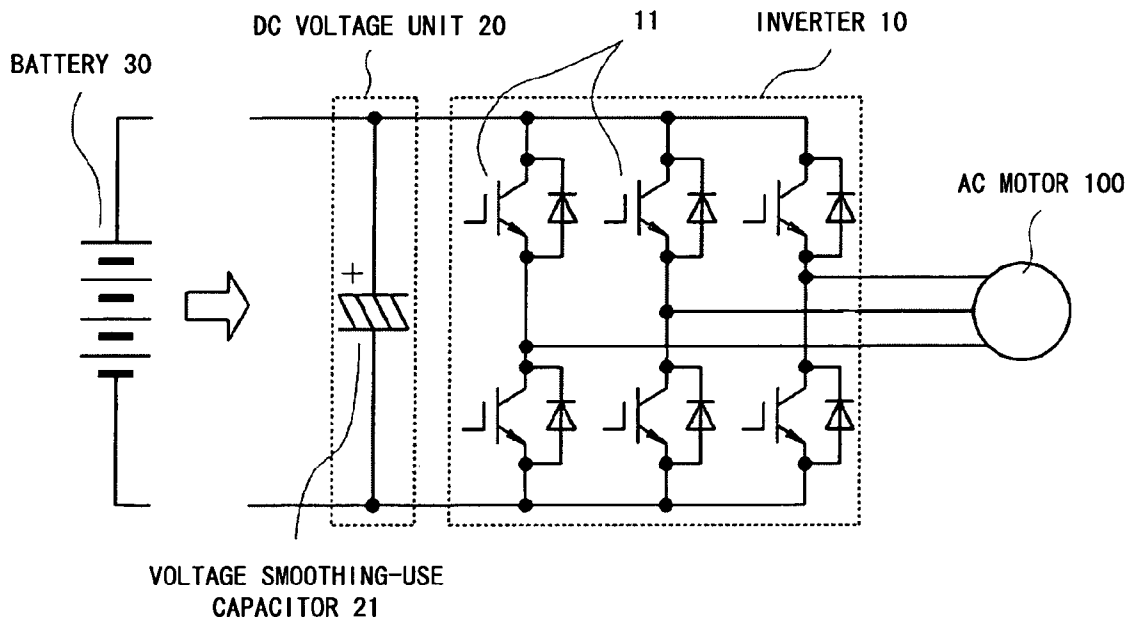 DC VOLTAGE UNIT 20
11
INVERTER 10
BATTERY 30
AC MOTOR 100
+
VOLTAGE SMOOTHING-USE
CAPACITOR 21